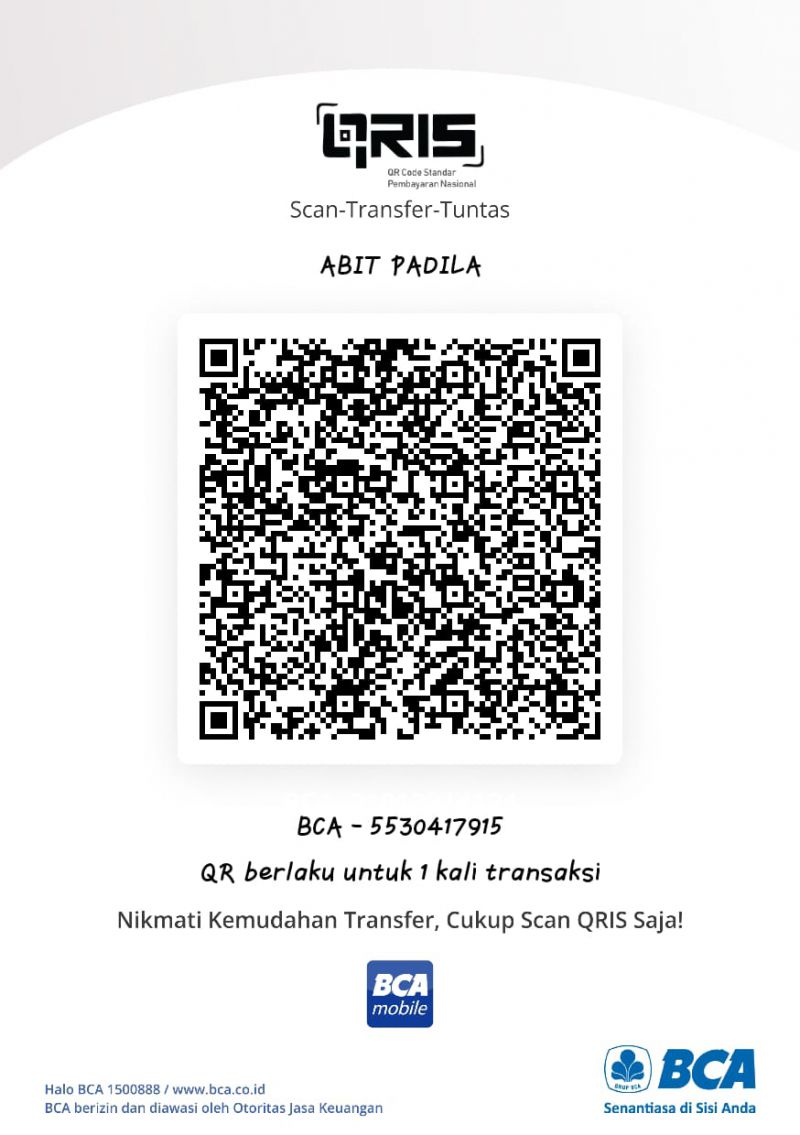 QRIS
QR Code Standar
Pembayaran Nasional
Scan-Transfer-Tuntas
ABIT PADILA
BCA - 5530417915
QR berlaku untuk 1 kali transaksi
Nikmati Kemudahan Transfer, Cukup Scan QRIS Saja!
BCA
mobile
BCA
Senantiasa di Sisi Anda
Halo BCA 1500888 / www.bca.co.id
BCA berizin dan diawasi oleh Otoritas Jasa Keuangan